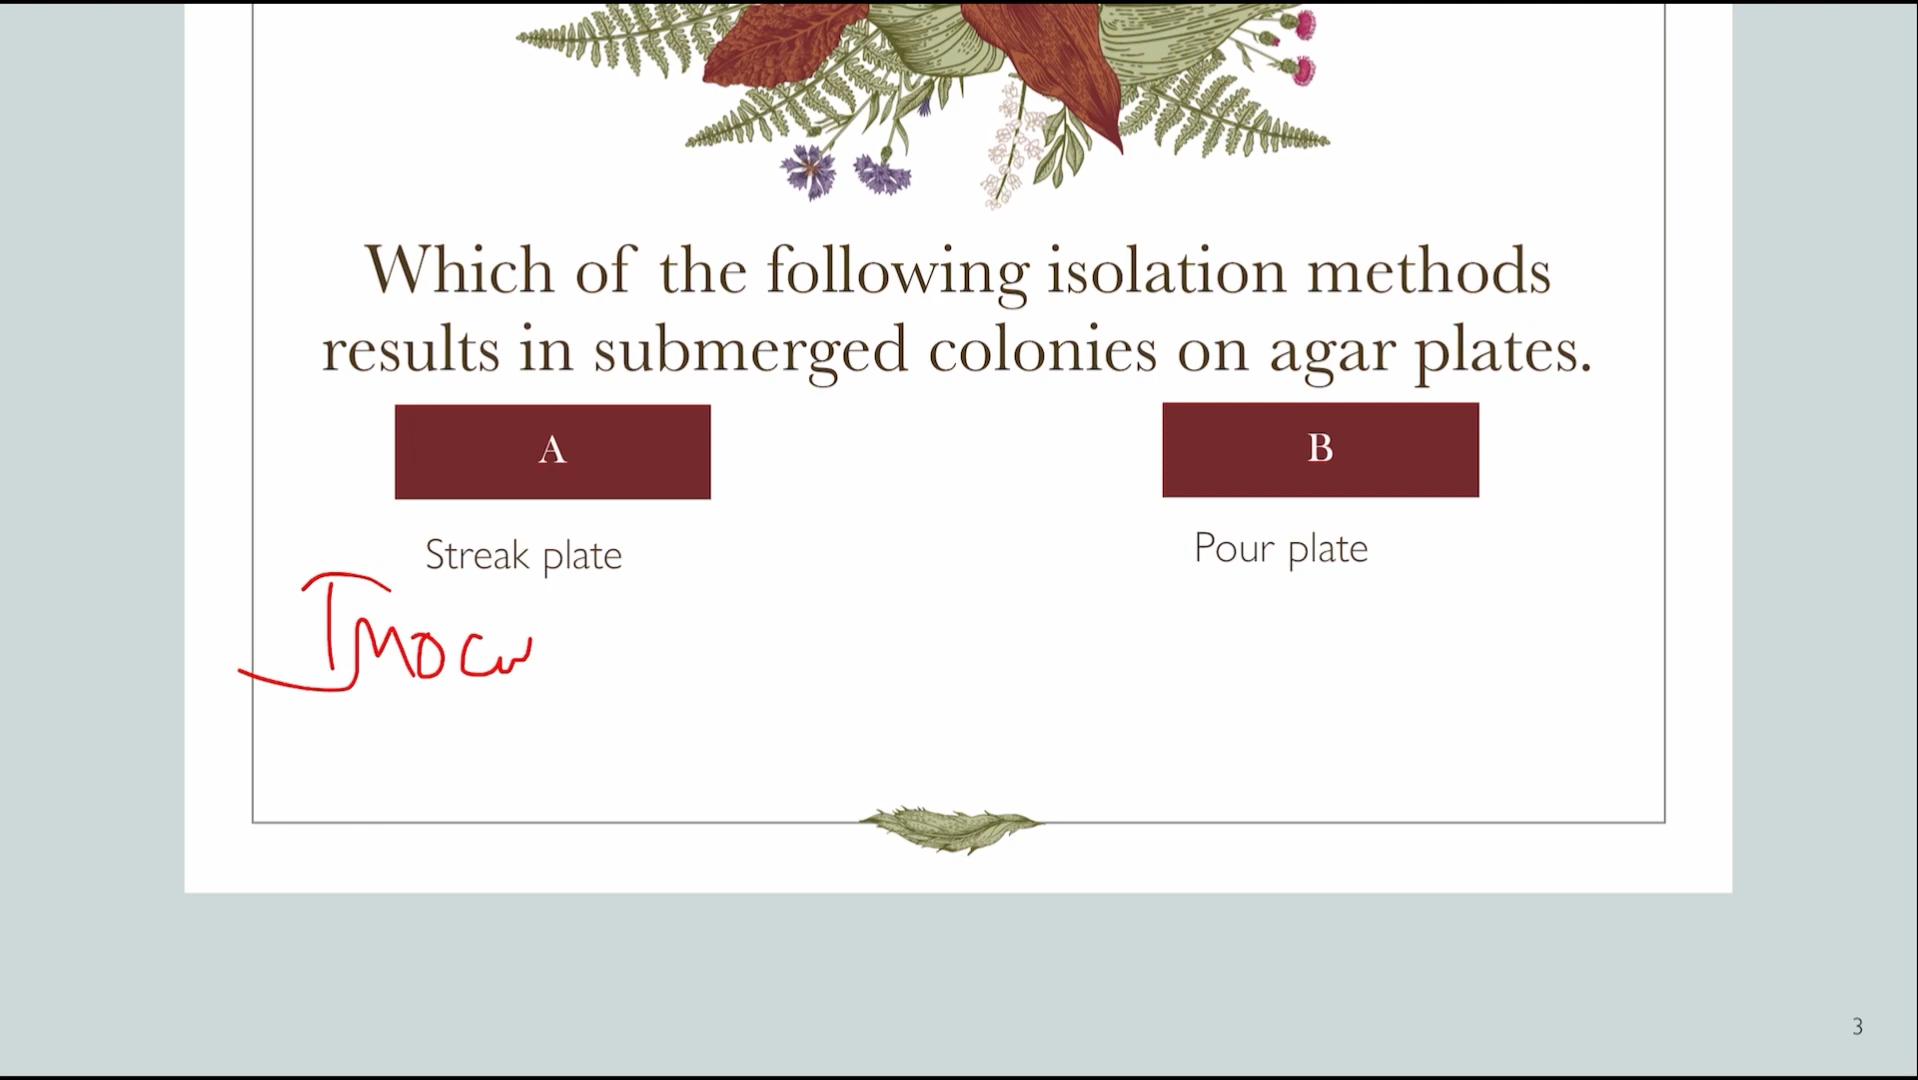 Which of the following isolation methods
results in submerged colonies on agar plates.
A
B
Streak plate
Pour plate
3